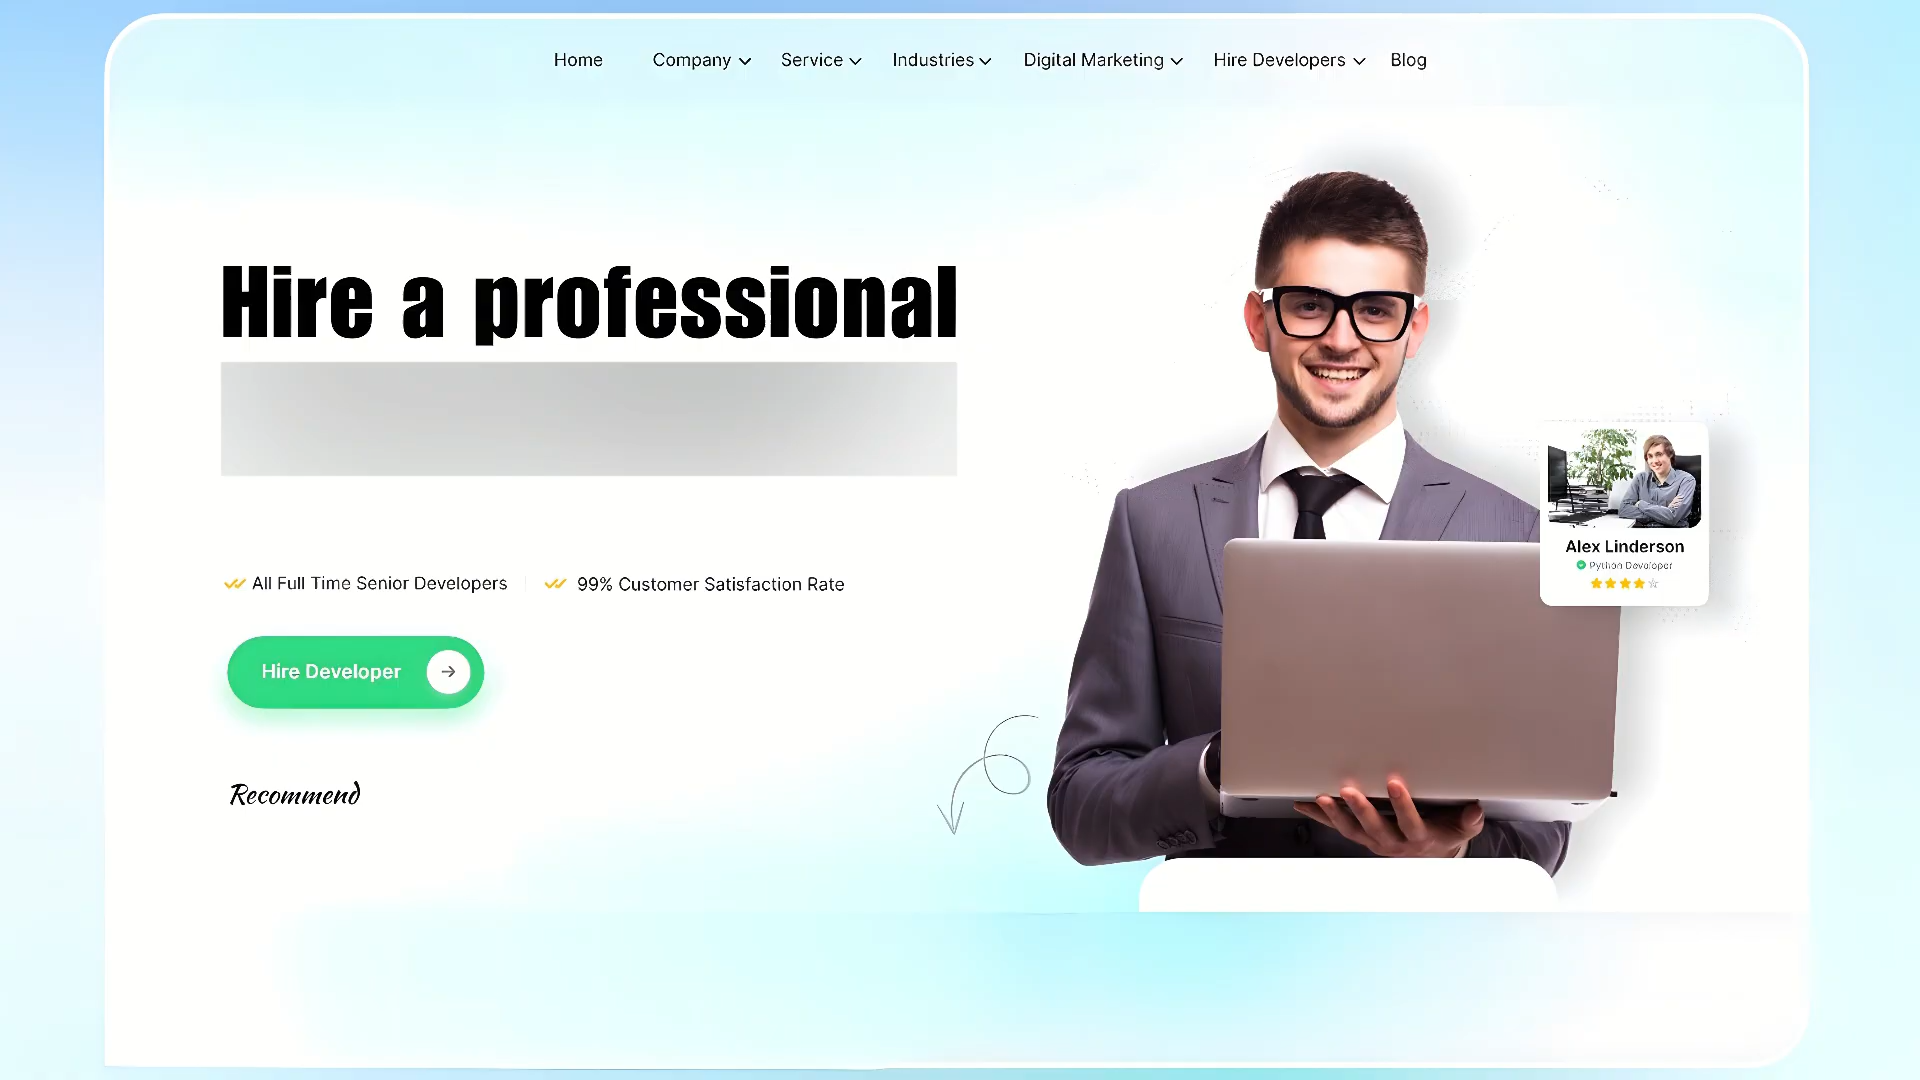 Home Company Service Industries Digital Marketing Hire Developers Blog
Hire a professional
All Full Time Senior Developers 99% Customer Satisfaction Rate
Hire Developer
Recommend
Alex Linderson
Python Developer